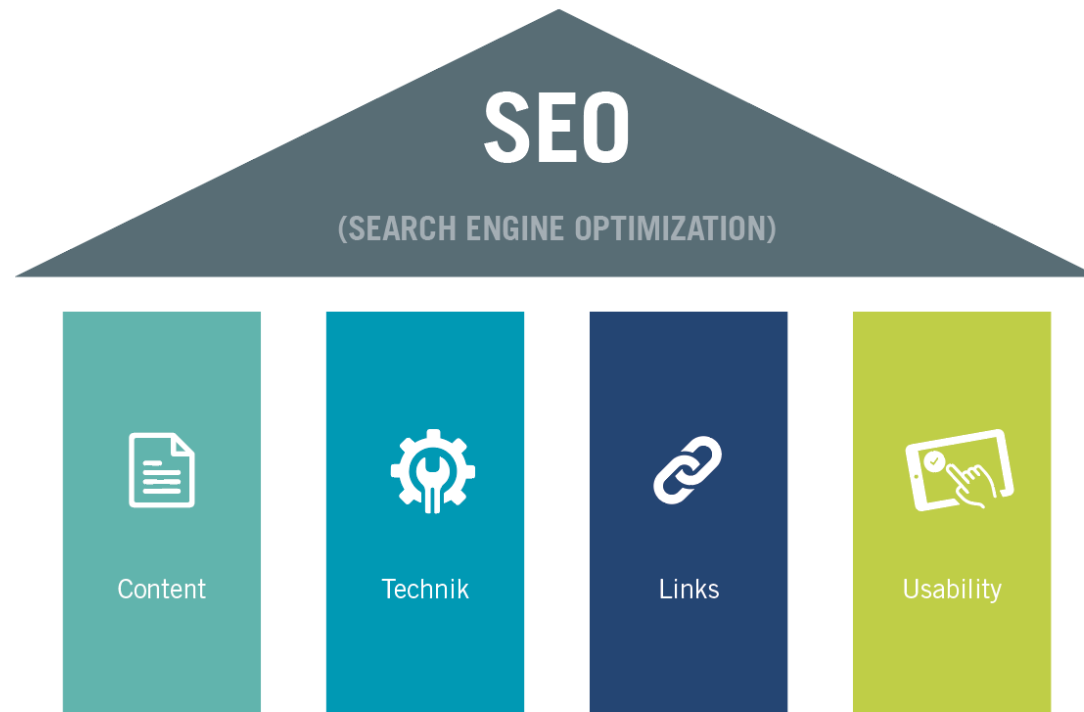 SEO
(SEARCH ENGINE OPTIMIZATION)
Content
Technik
Links
Usability